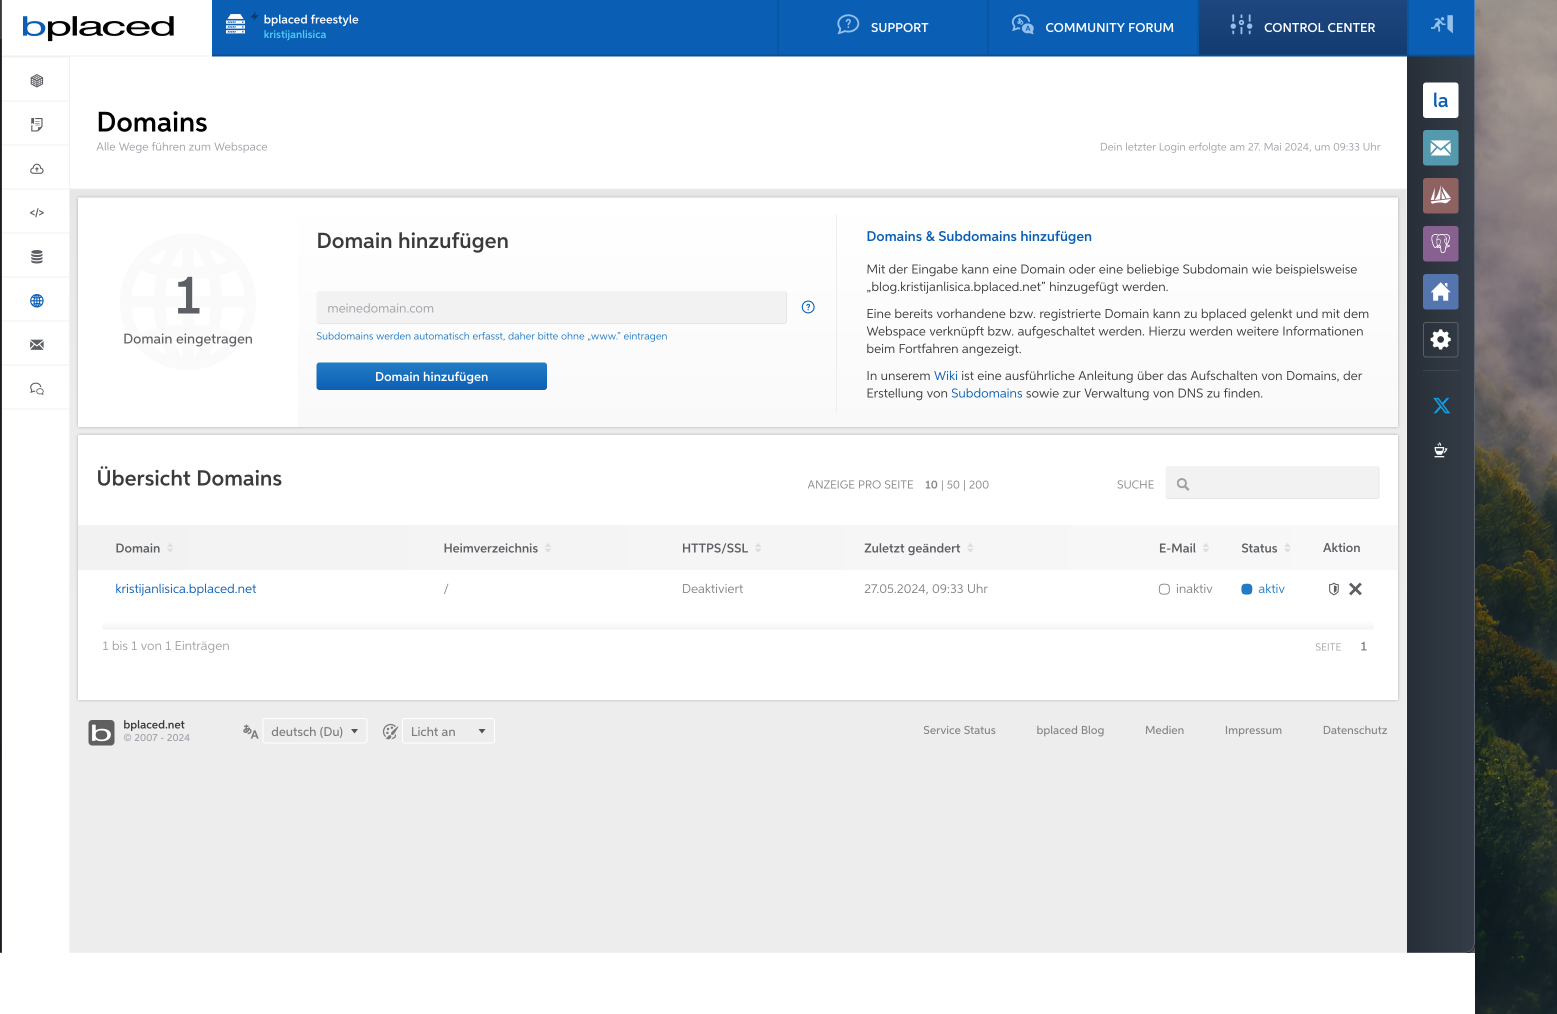 bplaced
bplaced freestyle
kristijanlisica
SUPPORT
COMMUNITY FORUM
CONTROL CENTER
Domains
Alle Wege führen zum Webspace
Dein letzter Login erfolgte am 27. Mai 2024, um 09:33 Uhr
la
1
Domain eingetragen
Domain hinzufügen
meinedomain.com
Subdomains werden automatisch erfasst, daher bitte ohne „www.“ eintragen
Domain hinzufügen
Domains & Subdomains hinzufügen
Mit der Eingabe kann eine Domain oder eine beliebige Subdomain wie beispielsweise
„blog.kristijanlisica.bplaced.net“ hinzugefügt werden.
Eine bereits vorhandene bzw. registrierte Domain kann zu bplaced gelenkt und mit dem
Webspace verknüpft bzw. aufgeschaltet werden. Hierzu werden weitere Informationen
beim Fortfahren angezeigt.
In unserem Wiki ist eine ausführliche Anleitung über das Aufschalten von Domains, der
Erstellung von Subdomains sowie zur Verwaltung von DNS zu finden.
Übersicht Domains
ANZEIGE PRO SEITE 10 | 50 | 200
SUCHE
Domain Heimverzeichnis HTTPS/SSL Zuletzt geändert E-Mail Status Aktion
kristijanlisica.bplaced.net / Deaktiviert 27.05.2024, 09:33 Uhr inaktiv aktiv
1 bis 1 von 1 Einträgen
SEITE 1
b
bplaced.net
© 2007 - 2024
deutsch (Du)
Licht an
Service Status
bplaced Blog
Medien
Impressum
Datenschutz